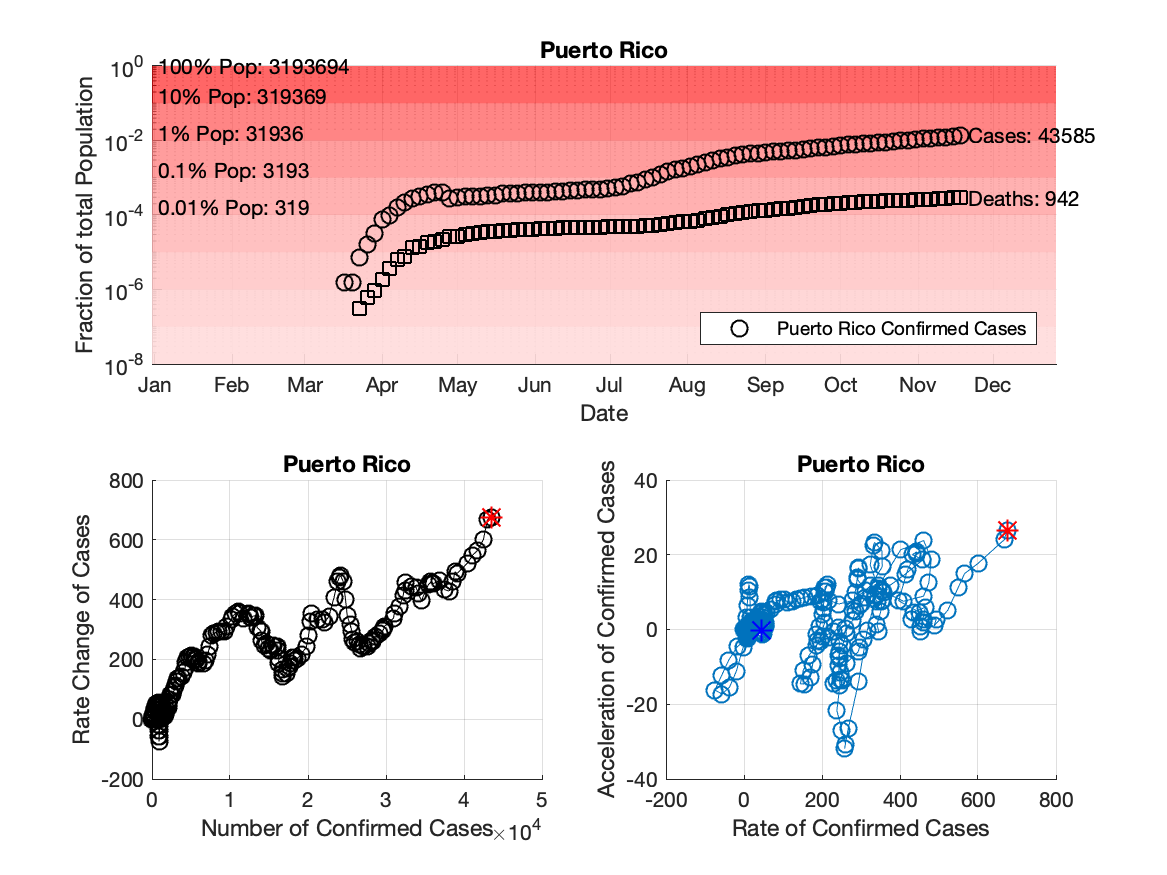 Puerto Rico
10^0
10^-2
10^-4
10^-6
10^-8
Fraction of total Population
100% Pop: 3193694
10% Pop: 319369
1% Pop: 31936
0.1% Pop: 3193
0.01% Pop: 319
Cases: 43585
Deaths: 942
Puerto Rico Confirmed Cases
Jan Feb Mar Apr May Jun Jul Aug Sep Oct Nov Dec
Date
Puerto Rico
800
600
400
200
0
-200
Rate Change of Cases
0 1 2 3 4 5
Number of Confirmed Cases
×10^4
Puerto Rico
40
20
0
-20
-40
Acceleration of Confirmed Cases
-200 0 200 400 600 800
Rate of Confirmed Cases